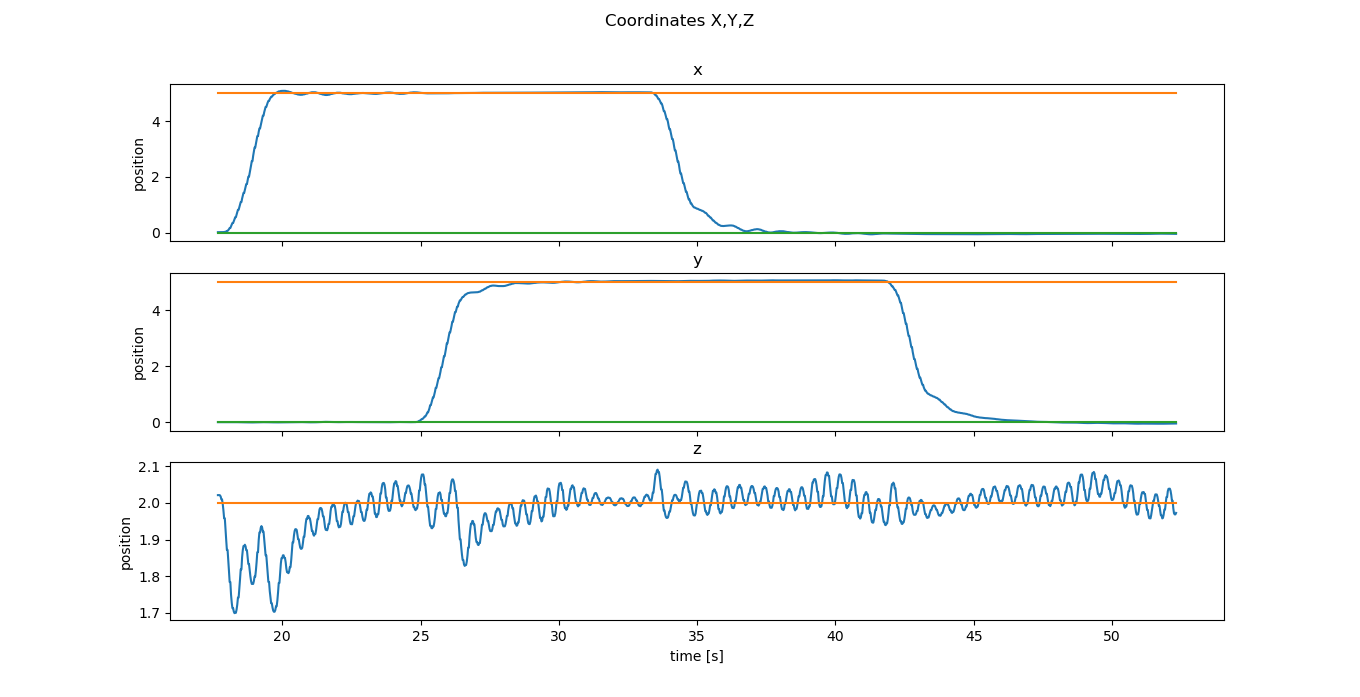 Coordinates X,Y,Z
x
4
2
0
position
y
4
2
0
position
z
2.1
2.0
1.9
1.8
1.7
position
20 25 30 35 40 45 50
time [s]